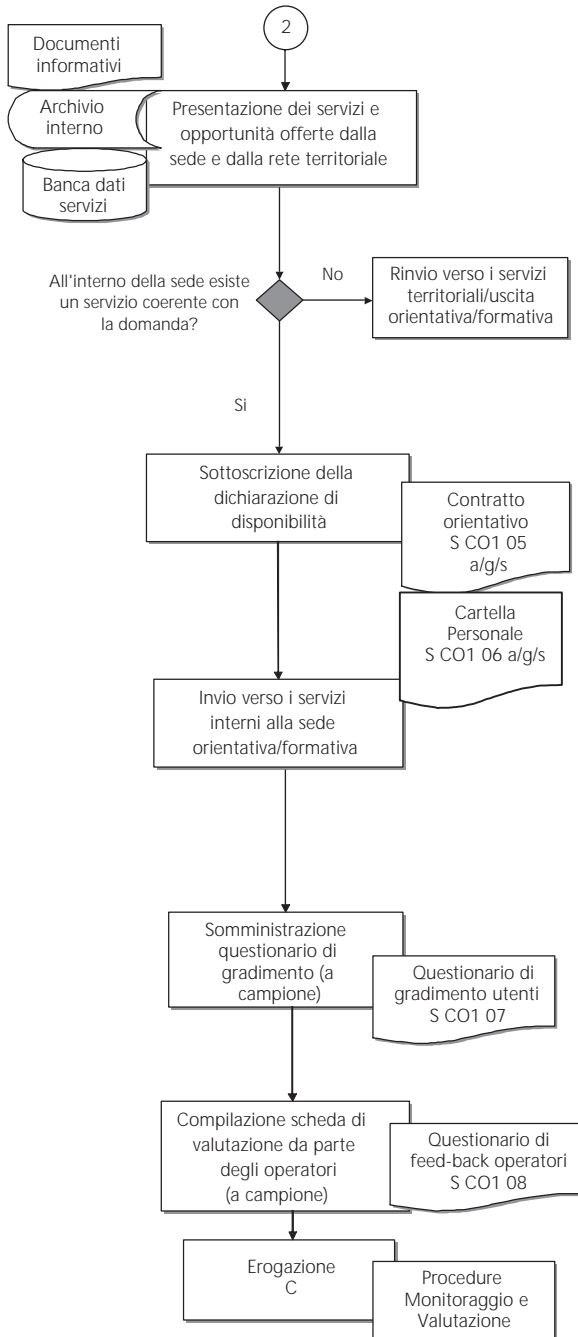 2
Documenti
informativi
Archivio
interno
Banca dati
servizi
Presentazione dei servizi e
opportunità offerte dalla
sede e dalla rete territoriale
All'interno della sede esiste
un servizio coerente con
la domanda?
No
Rinvio verso i servizi
territoriali/uscita
orientativa/formativa
Si
Sottoscrizione della
dichiarazione di
disponibilità
Contratto
orientativo
S CO1 05
a/g/s
Cartella
Personale
S CO1 06 a/g/s
Invio verso i servizi
interni alla sede
orientativa/formativa
Somministrazione
questionario di
gradimento (a
campione)
Questionario di
gradimento utenti
S CO1 07
Compilazione scheda di
valutazione da parte
degli operatori
(a campione)
Questionario di
feed-back operatori
S CO1 08
Erogazione
C
Procedure
Monitoraggio e
Valutazione